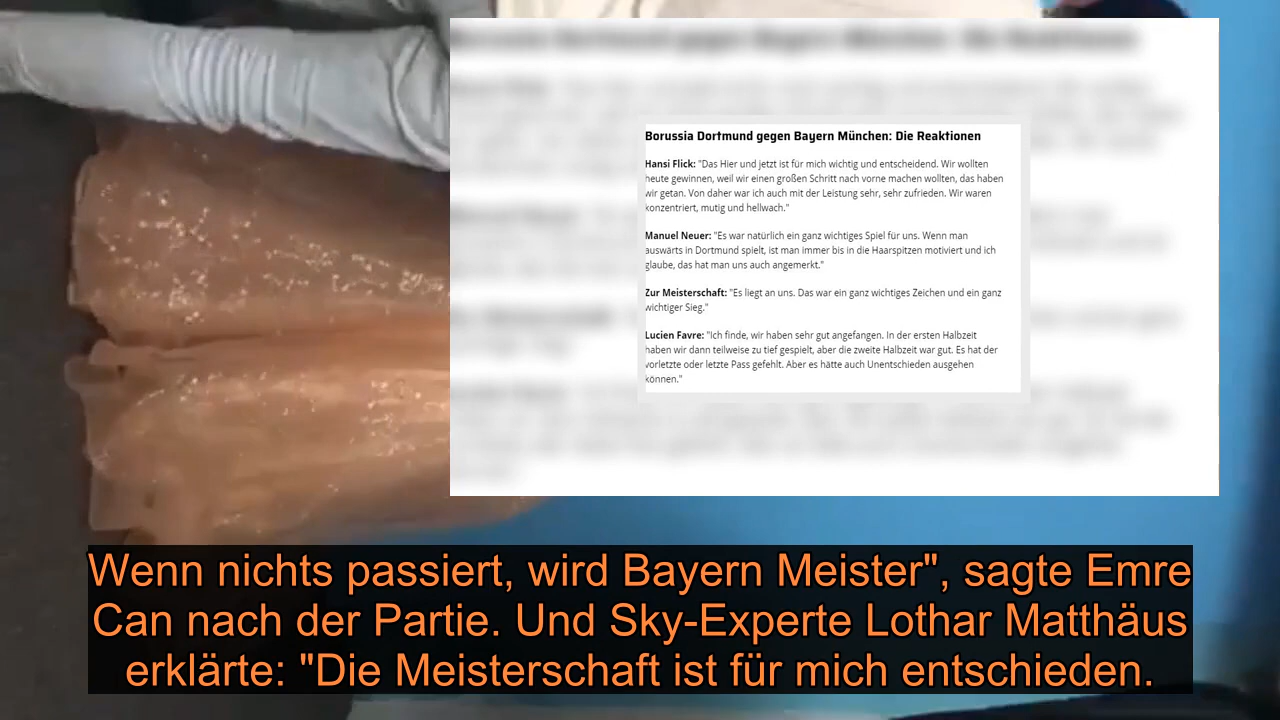 Borussia Dortmund gegen Bayern München: Die Reaktionen
Hansi Flick: "Das Hier und jetzt ist für mich wichtig und entscheidend. Wir wollten
heute gewinnen, weil wir einen großen Schritt nach vorne machen wollten, das haben
wir getan. Von daher war ich auch mit der Leistung sehr, sehr zufrieden. Wir waren
konzentriert, mutig und hellwach."
Manuel Neuer: "Es war natürlich ein ganz wichtiges Spiel für uns. Wenn man
auswärts in Dortmund spielt, ist man immer bis in die Haarspitzen motiviert und ich
glaube, das hat man uns auch angemerkt."
Zur Meisterschaft: "Es liegt an uns. Das war ein ganz wichtiges Zeichen und ein ganz
wichtiger Sieg."
Lucien Favre: "Ich finde, wir haben sehr gut angefangen. In der ersten Halbzeit
haben wir dann teilweise zu tief gespielt, aber die zweite Halbzeit war gut. Es hat der
vorletzte oder letzte Pass gefehlt. Aber es hätte auch Unentschieden ausgehen
können."
Wenn nichts passiert, wird Bayern Meister", sagte Emre
Can nach der Partie. Und Sky-Experte Lothar Matthäus
erklärte: "Die Meisterschaft ist für mich entschieden.